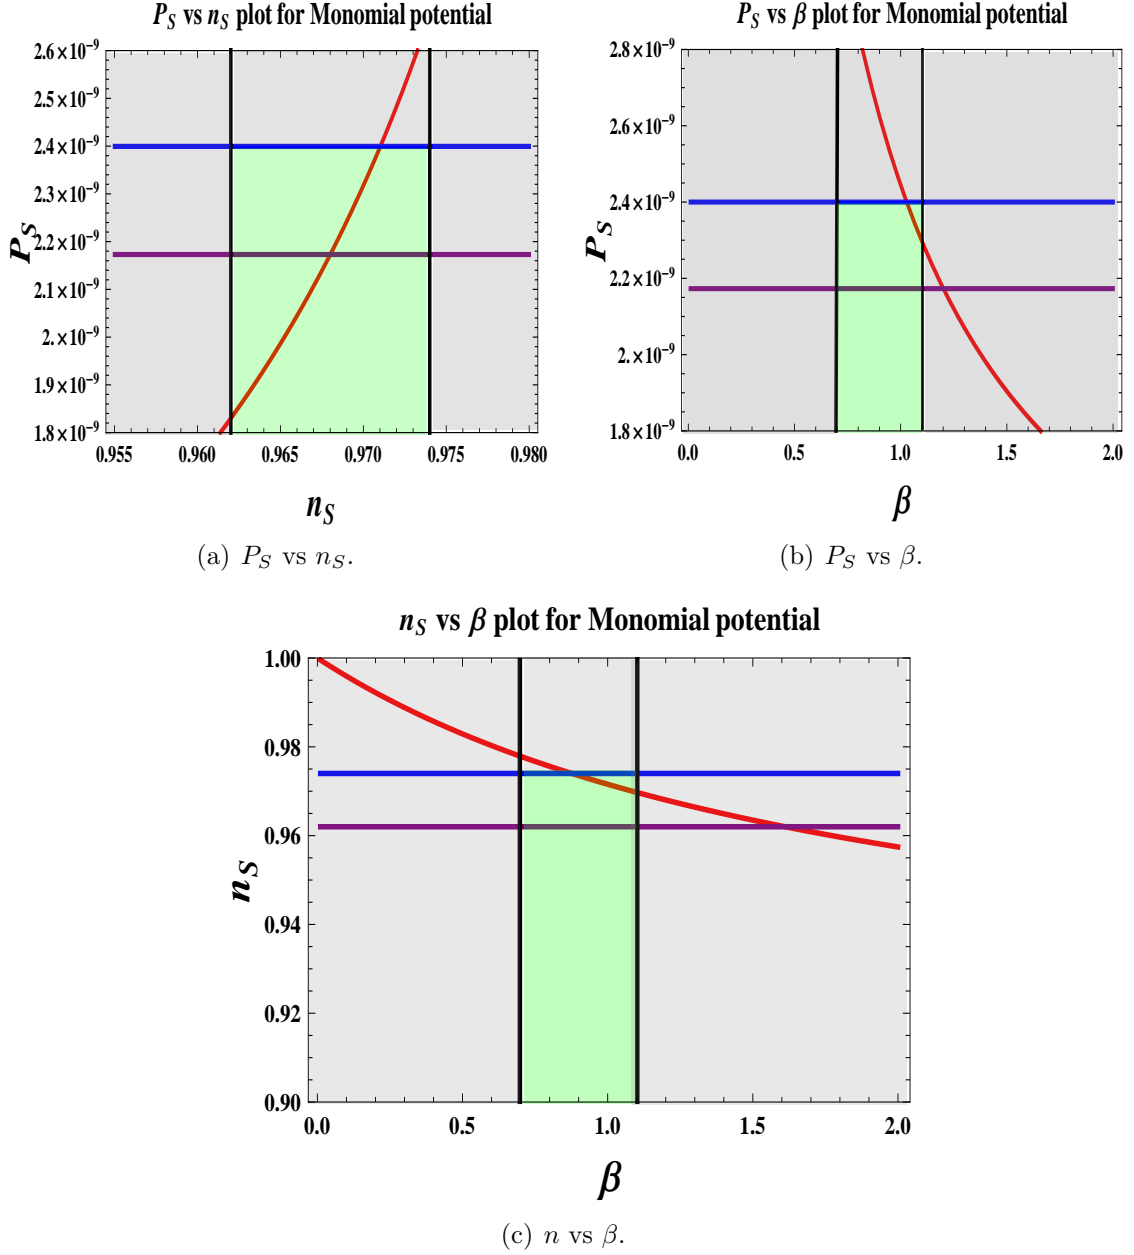 P_S vs n_S plot for Monomial potential
2.6×10⁻⁹
2.5×10⁻⁹
2.4×10⁻⁹
2.3×10⁻⁹
2.2×10⁻⁹
2.1×10⁻⁹
2.×10⁻⁹
1.9×10⁻⁹
1.8×10⁻⁹
P_S
0.955 0.960 0.965 0.970 0.975 0.980
n_S
(a) P_S vs n_S.
P_S vs β plot for Monomial potential
2.8×10⁻⁹
2.6×10⁻⁹
2.4×10⁻⁹
2.2×10⁻⁹
2.×10⁻⁹
1.8×10⁻⁹
P_S
0.0 0.5 1.0 1.5 2.0
β
(b) P_S vs β.
n_S vs β plot for Monomial potential
1.00
0.98
0.96
0.94
0.92
0.90
n_S
0.0 0.5 1.0 1.5 2.0
β
(c) n vs β.